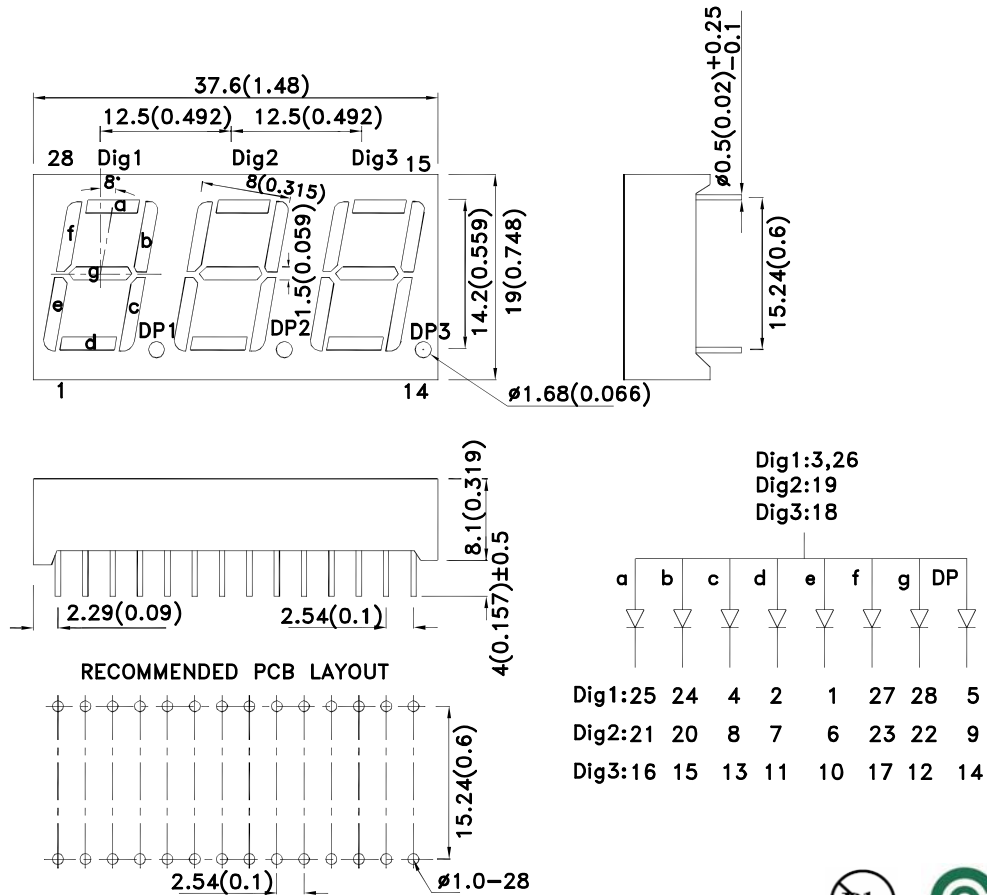 37.6(1.48)
12.5(0.492) 12.5(0.492)
28 Dig1 Dig2 Dig3 15
8° 8(0.315)
a
f b
g
e c
d
1.5(0.059)
14.2(0.559)
19(0.748)
DP1 DP2 DP3
1 14
ø1.68(0.066)
ø0.5(0.02)+0.25
-0.1
15.24(0.6)
8.1(0.319)
4(0.157)±0.5
2.29(0.09) 2.54(0.1)
RECOMMENDED PCB LAYOUT
15.24(0.6)
2.54(0.1) ø1.0-28
Dig1:3,26
Dig2:19
Dig3:18
a b c d e f g DP
Dig1:25 24 4 2 1 27 28 5
Dig2:21 20 8 7 6 23 22 9
Dig3:16 15 13 11 10 17 12 14